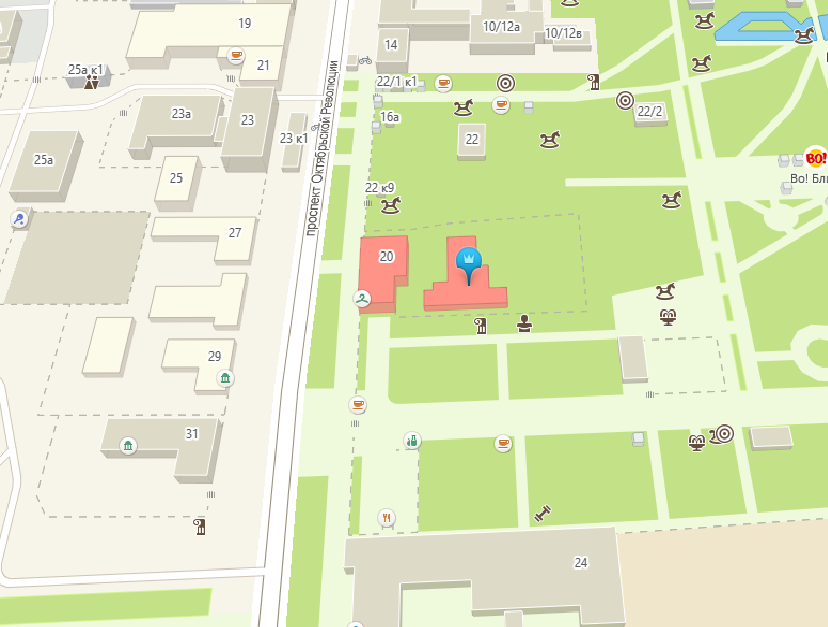 19
10/12а
10/12в
14
21
25а к1
22/1 к1
проспект Октябрьской Революции
23а
23
16а
22/2
23 к1
22
25а
25
22 к9
ВО!
Во! Бли
27
20
29
31
24